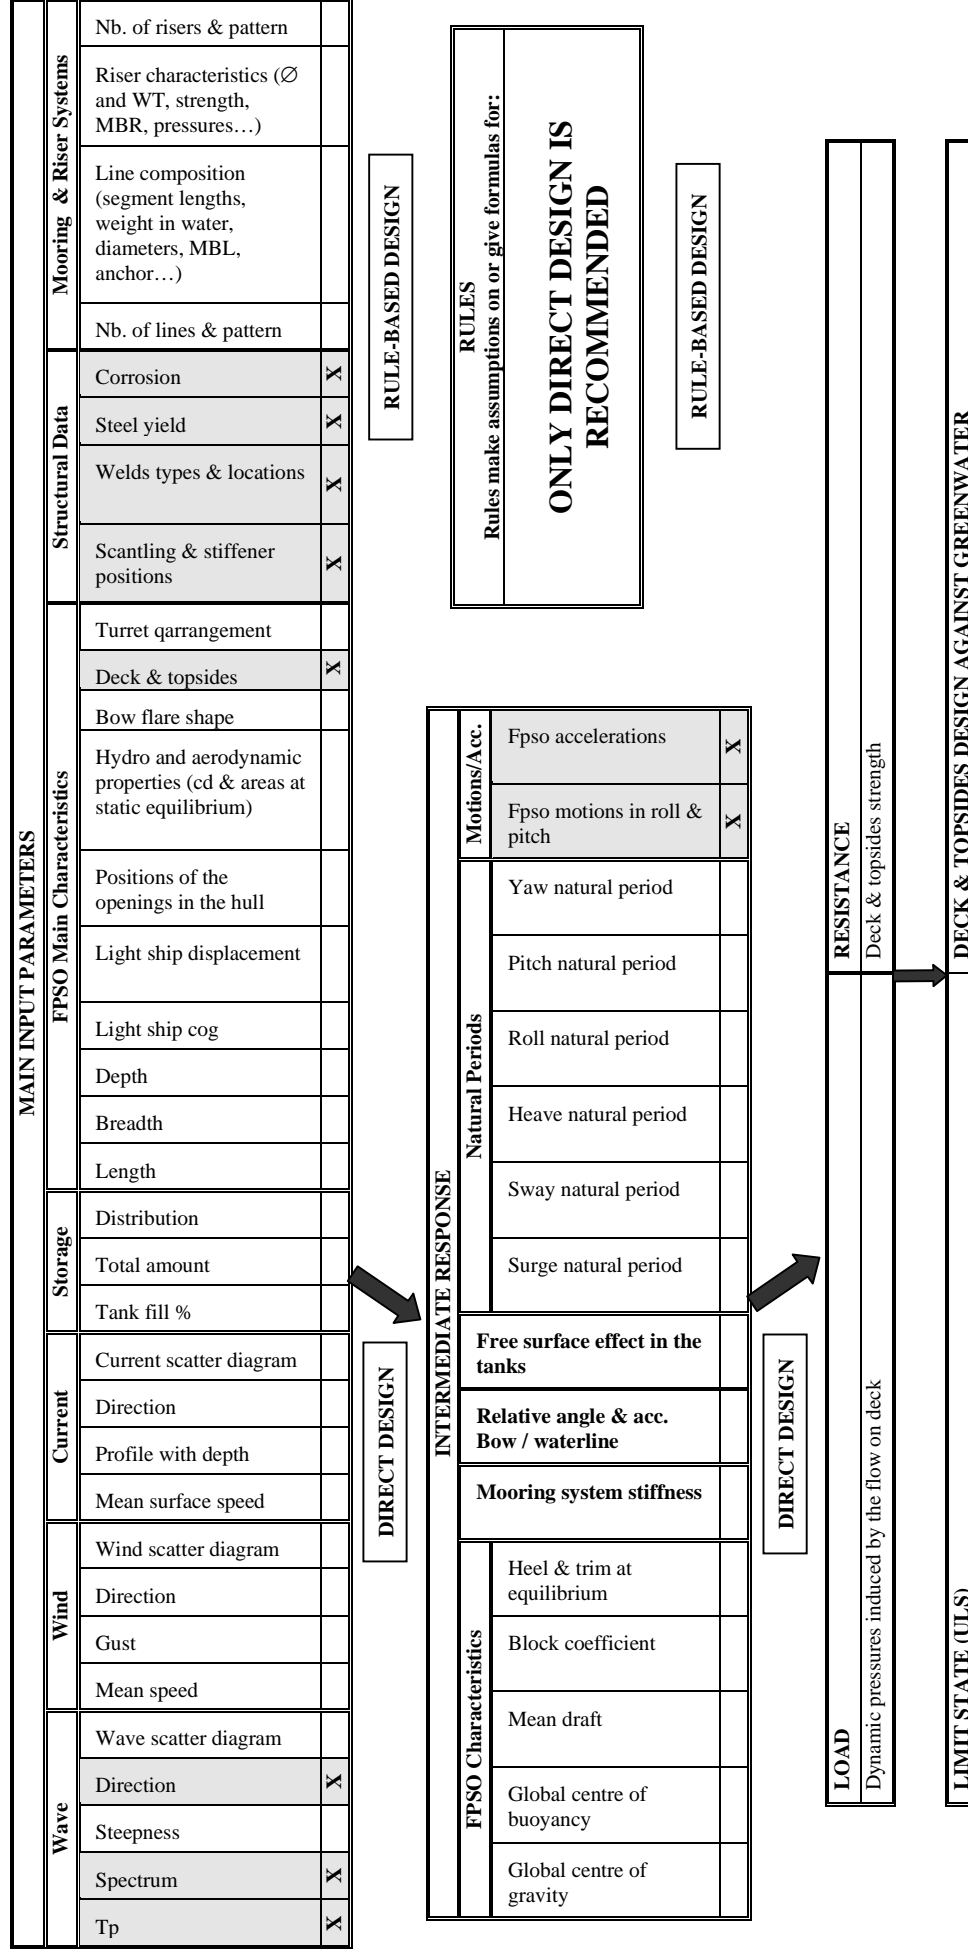 MAIN INPUT PARAMETERS
Mooring & Riser Systems
Nb. of risers & pattern
Riser characteristics (∅
and WT, strength,
MBR, pressures…)
Line composition
(segment lengths,
weight in water,
diameters, MBL,
anchor…)
Nb. of lines & pattern
Structural Data
Corrosion
X
Steel yield
X
Welds types & locations
X
Scantling & stiffener
positions
X
FPSO Main Characteristics
Turret qarrangement
Deck & topsides
X
Bow flare shape
Hydro and aerodynamic
properties (cd & areas at
static equilibrium)
Positions of the
openings in the hull
Light ship displacement
Light ship cog
Depth
Breadth
Length
Storage
Distribution
Total amount
Tank fill %
Current
Current scatter diagram
Direction
Profile with depth
Mean surface speed
Wind
Wind scatter diagram
Direction
Gust
Mean speed
Wave
Wave scatter diagram
Direction
X
Steepness
Spectrum
X
Tp
X
RULE-BASED DESIGN
DIRECT DESIGN
RULES
Rules make assumptions on or give formulas for:
ONLY DIRECT DESIGN IS
RECOMMENDED
INTERMEDIATE RESPONSE
Motions/Acc.
Fpso accelerations
X
Fpso motions in roll &
pitch
X
Natural Periods
Yaw natural period
Pitch natural period
Roll natural period
Heave natural period
Sway natural period
Surge natural period
Free surface effect in the
tanks
Relative angle & acc.
Bow / waterline
Mooring system stiffness
FPSO Characteristics
Heel & trim at
equilibrium
Block coefficient
Mean draft
Global centre of
buoyancy
Global centre of
gravity
RULE-BASED DESIGN
DIRECT DESIGN
LOAD
Dynamic pressures induced by the flow on deck
RESISTANCE
Deck & topsides strength
LIMIT STATE (ULS)
DECK & TOPSIDES DESIGN AGAINST GREENWATER